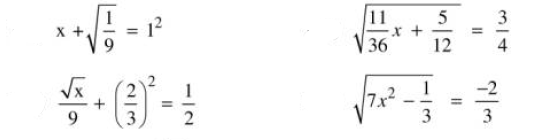 x + √(1/9) = 1²
√(11/36 x + 5/12) = 3/4
√x/9 + (2/3)² = 1/2
√(7x² - 1/3) = -2/3